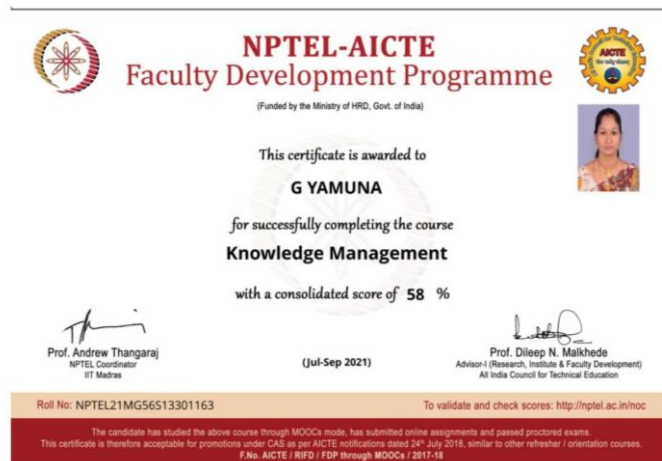 NPTEL-AICTE
Faculty Development Programme
(Funded by the Ministry of HRD, Govt. of India)
AICTE
This certificate is awarded to
G YAMUNA
for successfully completing the course
Knowledge Management
with a consolidated score of 58 %
Prof. Andrew Thangaraj
NPTEL Coordinator
IIT Madras
(Jul-Sep 2021)
Prof. Dileep N. Malkhede
Advisor-I (Research, Institute & Faculty Development)
All India Council for Technical Education
Roll No: NPTEL21MG56S13301163
To validate and check scores: http://nptel.ac.in/noc
The candidate has studied the above course through MOOCs mode, has submitted online assignments and passed proctored exams.
This certificate is therefore acceptable for promotions under CAS as per AICTE notifications dated 24th July 2018, similar to other refresher / orientation courses.
F.No. AICTE / RIFD / FDP through MOOCs / 2017-18